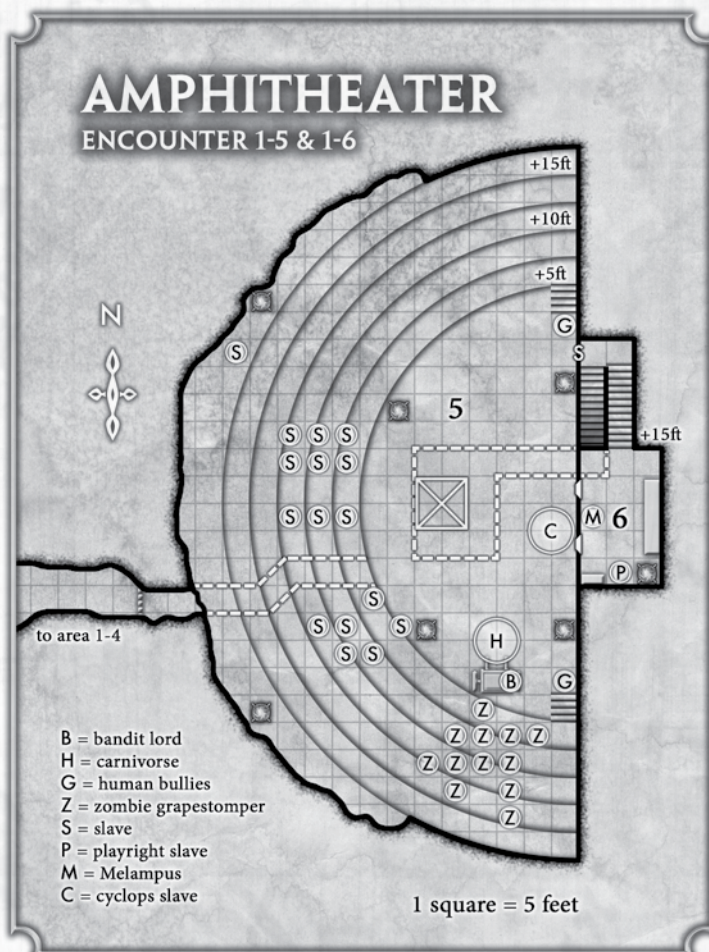 AMPHITHEATER
ENCOUNTER 1-5 & 1-6
+15ft
+10ft
+5ft
N
G
S
S
5
S S S
+15ft
S S S
S S S
C
M
6
P
S
to area 1-4
S S
S
H
S S
B
G
Z
Z Z Z Z
Z Z Z Z
Z Z
Z
B = bandit lord
H = carnivorse
G = human bullies
Z = zombie grapestomper
S = slave
P = playright slave
M = Melampus
C = cyclops slave
1 square = 5 feet